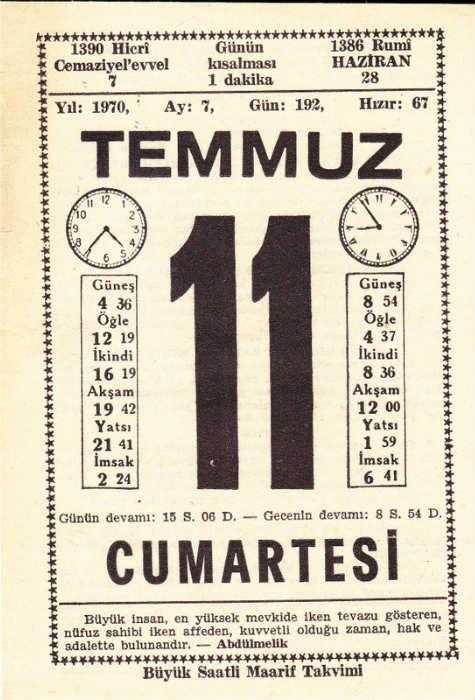 1390 Hicrî Günün 1386 Rumî
Cemaziyel'evvel kısalması HAZİRAN
7 1 dakika 28
Yıl: 1970, Ay: 7, Gün: 192, Hızır: 67
TEMMUZ
11
Güneş
4 36
Öğle
12 19
İkindi
16 19
Akşam
19 42
Yatsı
21 41
İmsak
2 24
Güneş
8 54
Öğle
4 37
İkindi
8 36
Akşam
12 00
Yatsı
1 59
İmsak
6 41
Günün devamı: 15 S. 06 D. — Gecenin devamı: 8 S. 54 D.
CUMARTESİ
Büyük insan, en yüksek mevkide iken tevazu gösteren,
nüfuz sahibi iken affeden, kuvvetli olduğu zaman, hak ve
adalette bulunandır. — Abdülmelik
Büyük Saatli Maarif Takvimi